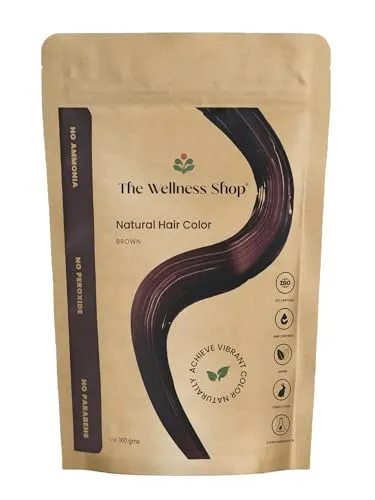 The Wellness Shop®
Natural Hair Color
BROWN
NO AMMONIA
NO PEROXIDE
NO PARABENS
ISO
ACHIEVE VIBRANT COLOR NATURALLY
100 gms